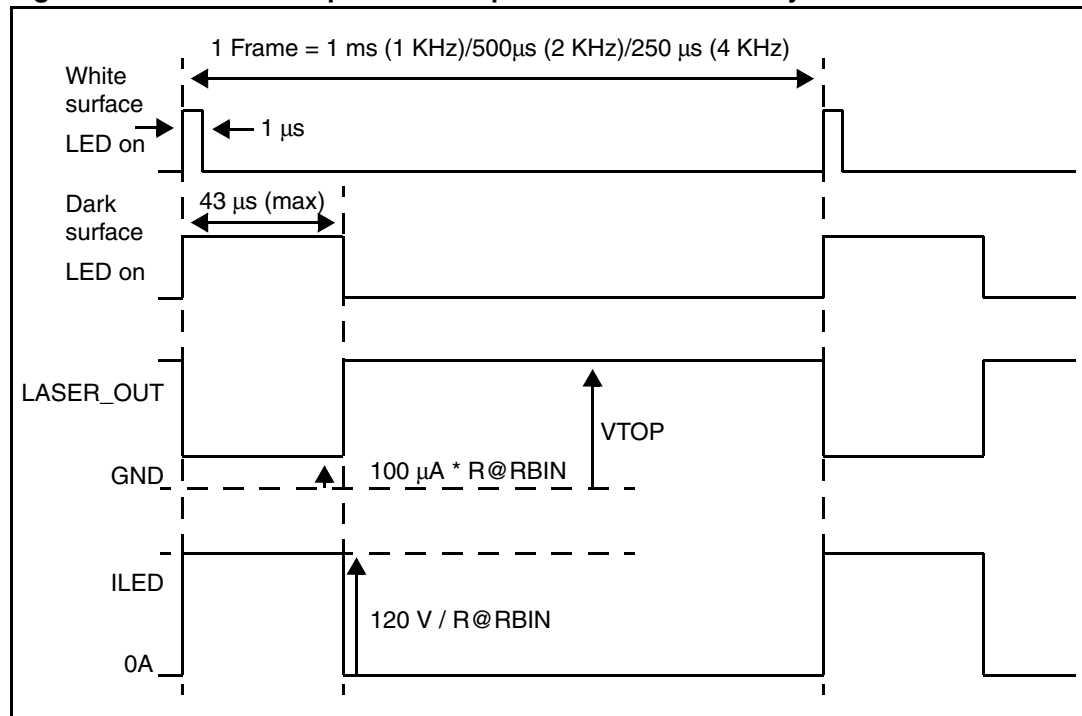 1 Frame = 1 ms (1 KHz)/500μs (2 KHz)/250 μs (4 KHz)
White
surface
LED on
1 μs
Dark
surface
LED on
43 μs (max)
LASER_OUT
VTOP
GND
100 μA * R@RBIN
ILED
120 V / R@RBIN
0A